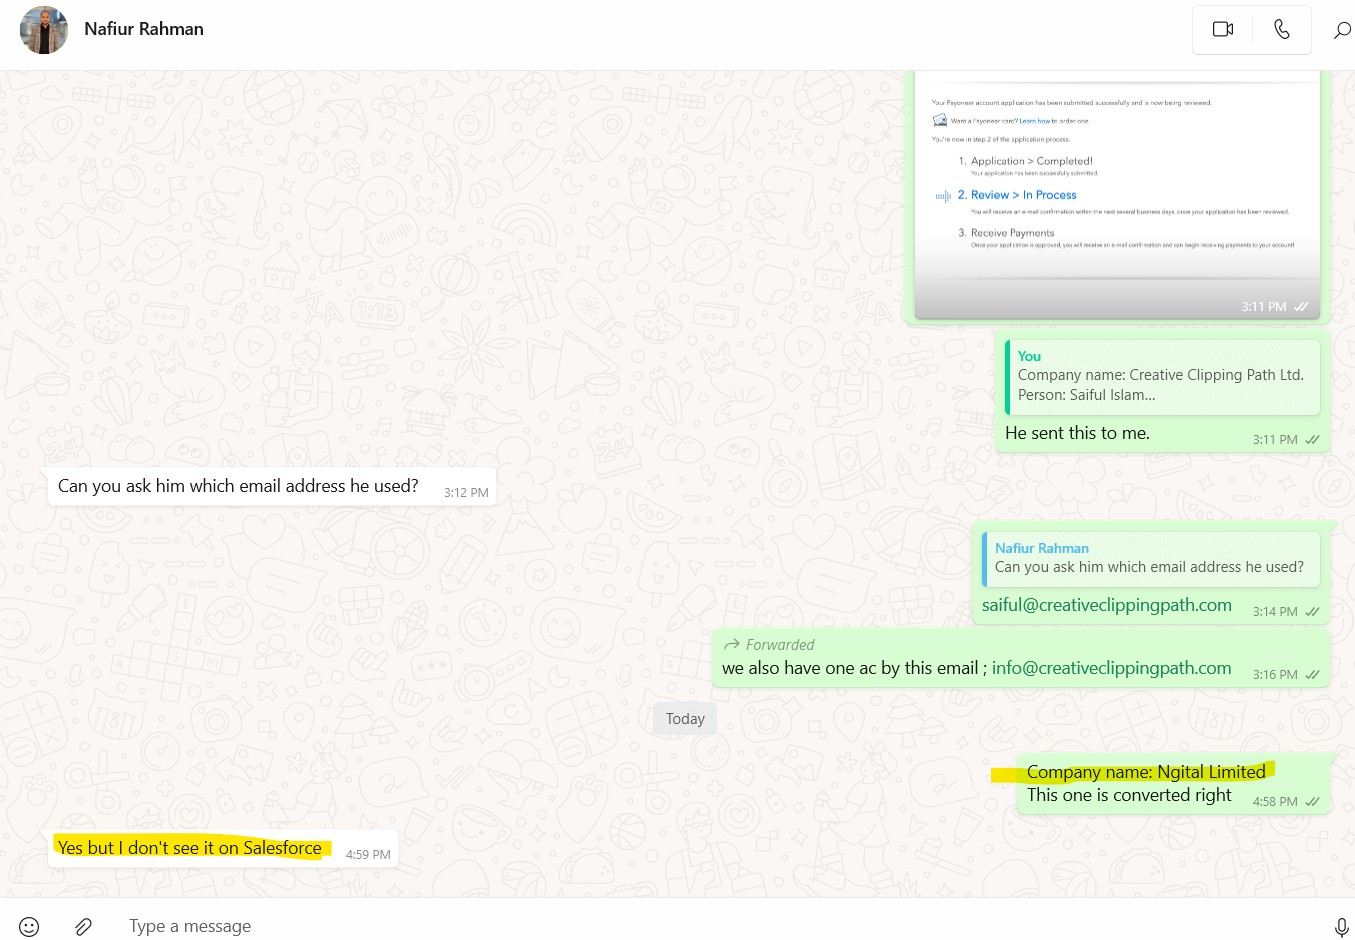 Nafiur Rahman
Your Payoneer account application has been submitted successfully and is now being reviewed.
Want a Payoneer card? Learn how to order one.
You're now in step 2 of the application process.
1. Application > Completed!
Your application has been successfully submitted.
2. Review > In Process
You will receive an e-mail confirmation within the next several business days, once your application has been reviewed.
3. Receive Payments
Once your application is approved, you will receive an e-mail confirmation and can begin receiving payments to your account!
3:11 PM
You
Company name: Creative Clipping Path Ltd.
Person: Saiful Islam...
He sent this to me.
3:11 PM
Can you ask him which email address he used?
3:12 PM
Nafiur Rahman
Can you ask him which email address he used?
saiful@creativeclippingpath.com
3:14 PM
Forwarded
we also have one ac by this email ; info@creativeclippingpath.com
3:16 PM
Today
Company name: Ngital Limited
This one is converted right
4:58 PM
Yes but I don't see it on Salesforce
4:59 PM
Type a message